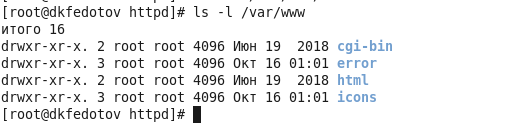 [root@dkfedotov httpd]# ls -l /var/www
итого 16
drwxr-xr-x. 2 root root 4096 Июн 19  2018 cgi-bin
drwxr-xr-x. 3 root root 4096 Окт 16 01:01 error
drwxr-xr-x. 2 root root 4096 Июн 19  2018 html
drwxr-xr-x. 3 root root 4096 Окт 16 01:01 icons
[root@dkfedotov httpd]#